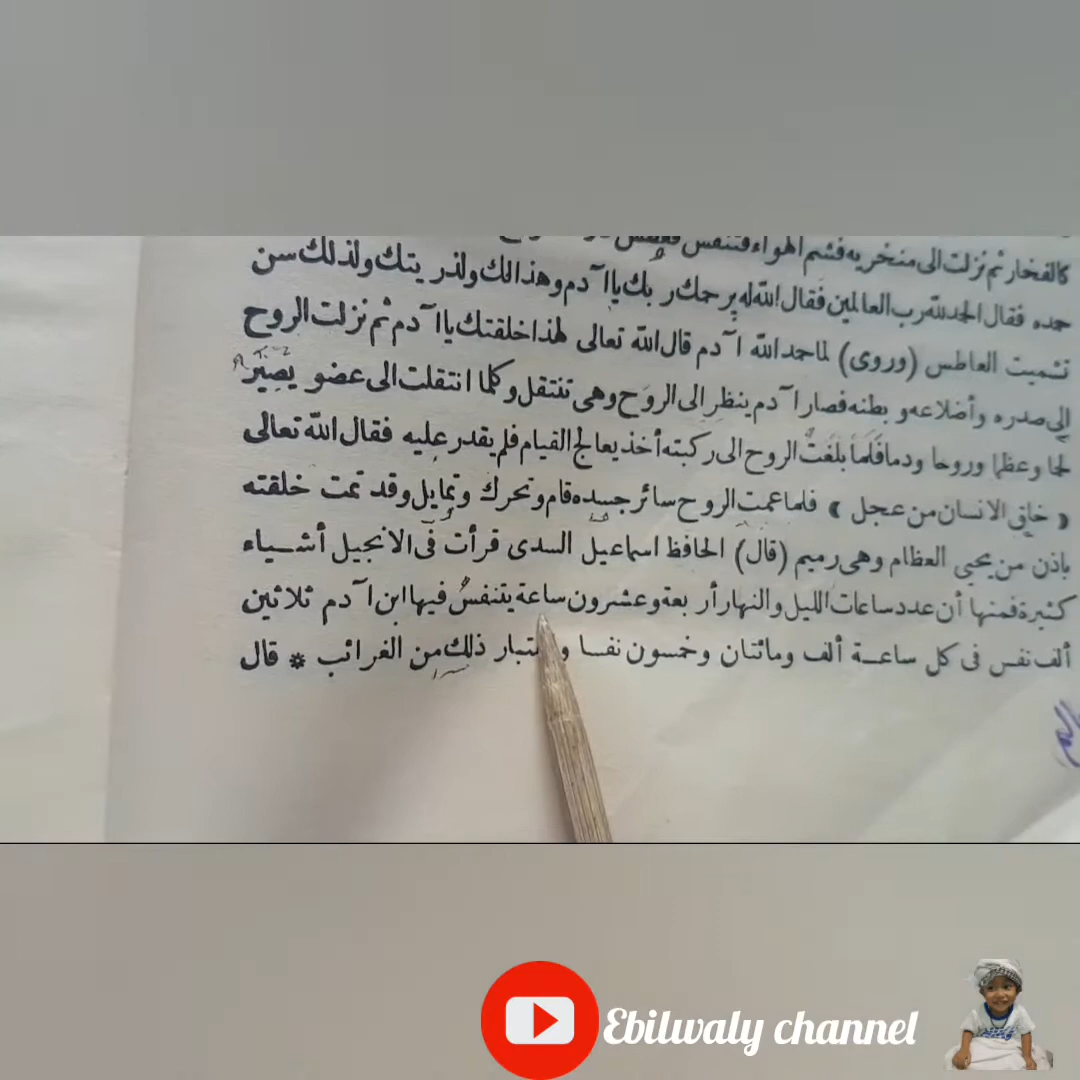 كالفخار ثم نزلت الى منخريه فشم الهواء فتنفس فعطس
حمده فقال الحمد لله رب العالمين فقال الله له يرحمك ربك يا آدم وهذا لك ولذريتك ولذلك سن
تشميت العاطس (وروى) لما حمد الله آدم قال الله تعالى لهذا خلقتك يا آدم ثم نزلت الروح
الى صدره وأضلاعه وبطنه فصار آدم ينظر الى الروح وهى تنتقل وكلما انتقلت الى عضو يصير
لحما وعظما وروحا ودما فلما بلغت الروح الى ركبته أخذ يعالج القيام فلم يقدر عليه فقال الله تعالى
﴿ خلق الانسان من عجل ﴾ فلما عمت الروح سائر جسده قام وتحرك وتمايل وقد تمت خلقته
باذن من يحيى العظام وهى رميم (قال) الحافظ اسماعيل السدى قرأت فى الانجيل أشياء
كثيرة فمنها أن عدد ساعات الليل والنهار أربعة وعشرون ساعة يتنفس فيها ابن آدم ثلاثين
ألف نفس فى كل ساعة ألف ومائتان وخمسون نفسا واعتبار ذلك من الغرائب * قال
Ebilwaly channel